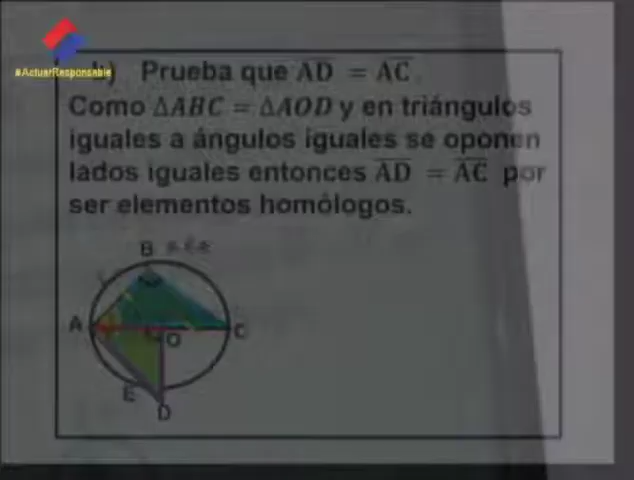 #ActuarResponsable
b) Prueba que AD = AC.
Como ΔABC = ΔAOD y en triángulos
iguales a ángulos iguales se oponen
lados iguales entonces AD = AC por
ser elementos homólogos.
B
A
O
C
E
D